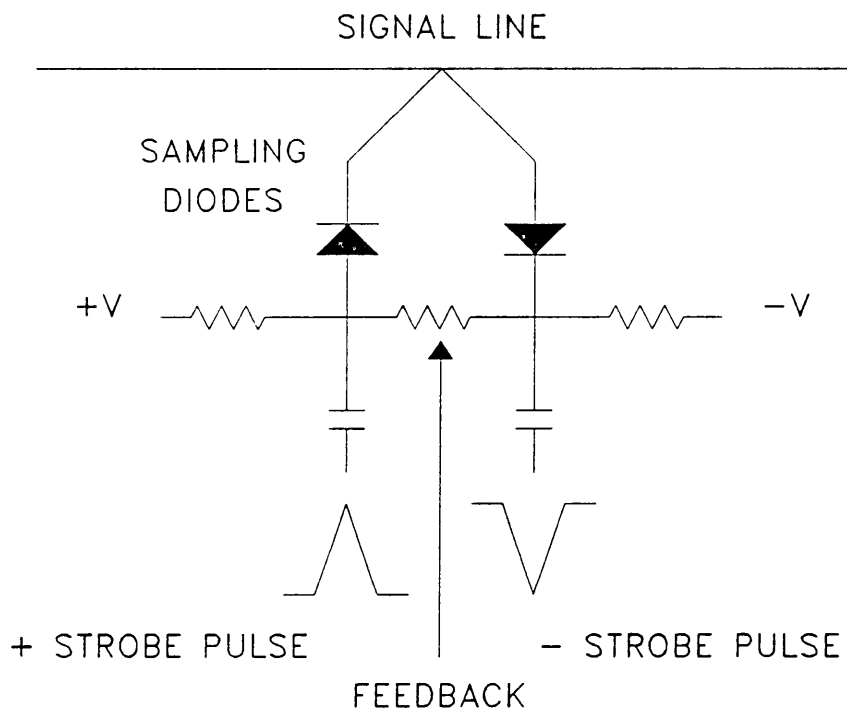 SIGNAL LINE
SAMPLING
DIODES
+V
-V
+ STROBE PULSE
- STROBE PULSE
FEEDBACK